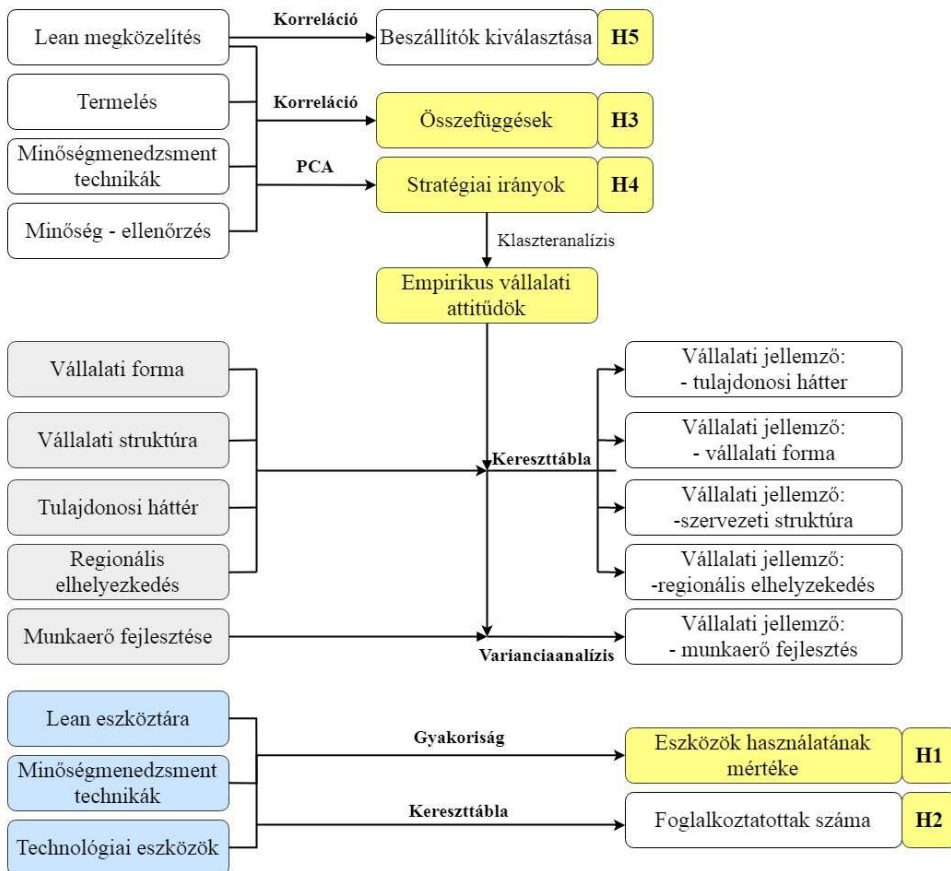 Lean megközelítés
Korreláció
Beszállítók kiválasztása
H5
Termelés
Korreláció
Összefüggések
H3
Minőségmenedzsment
technikák
PCA
Stratégiai irányok
H4
Minőség - ellenőrzés
Klaszteranalízis
Empirikus vállalati
attitűdök
Vállalati forma
Vállalati jellemző:
- tulajdonosi hátter
Vállalati struktúra
Vállalati jellemző:
- vállalati forma
Kereszttábla
Tulajdonosi háttér
Vállalati jellemző:
-szervezeti struktúra
Regionális
elhelyezkedés
Vállalati jellemző:
-regionális elhelyzekedés
Munkaerő fejlesztése
Varianciaanalízis
Vállalati jellemző:
- munkaerő fejlesztés
Lean eszköztára
Gyakoriság
Eszközök használatának
mértéke
H1
Minőségmenedzsment
technikák
Kereszttábla
Foglalkoztatottak száma
H2
Technológiai eszközök